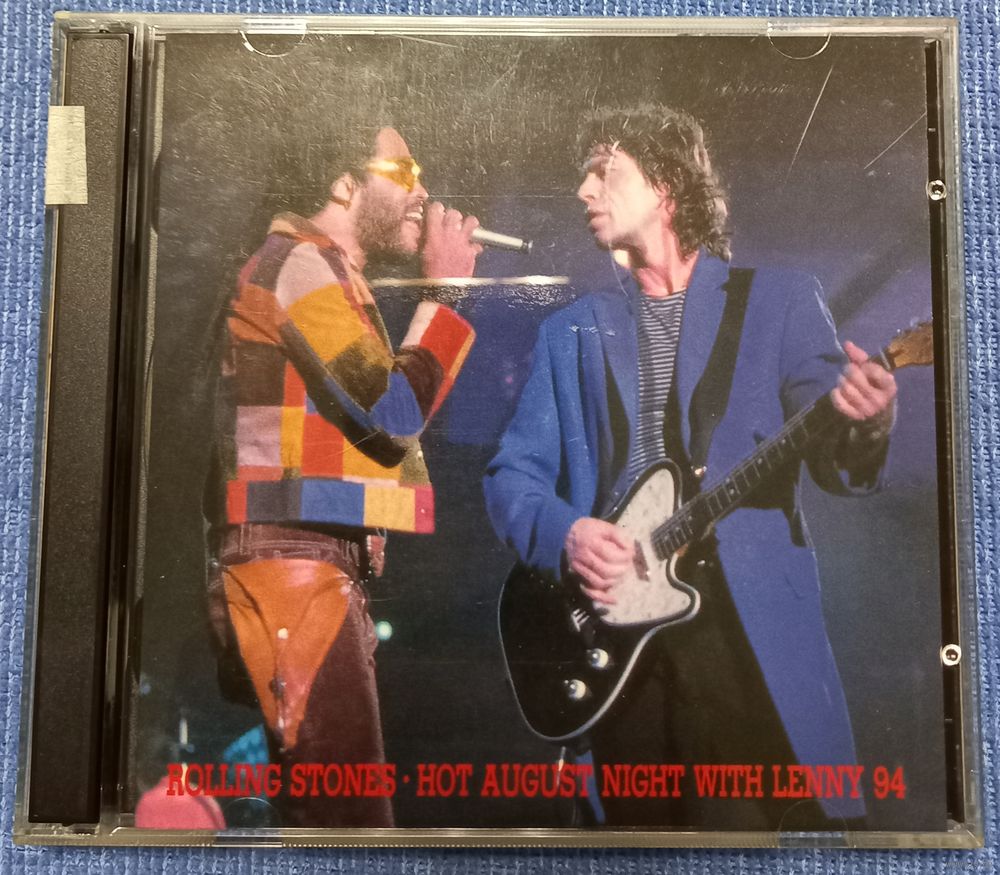 ROLLING STONES · HOT AUGUST NIGHT WITH LENNY 94